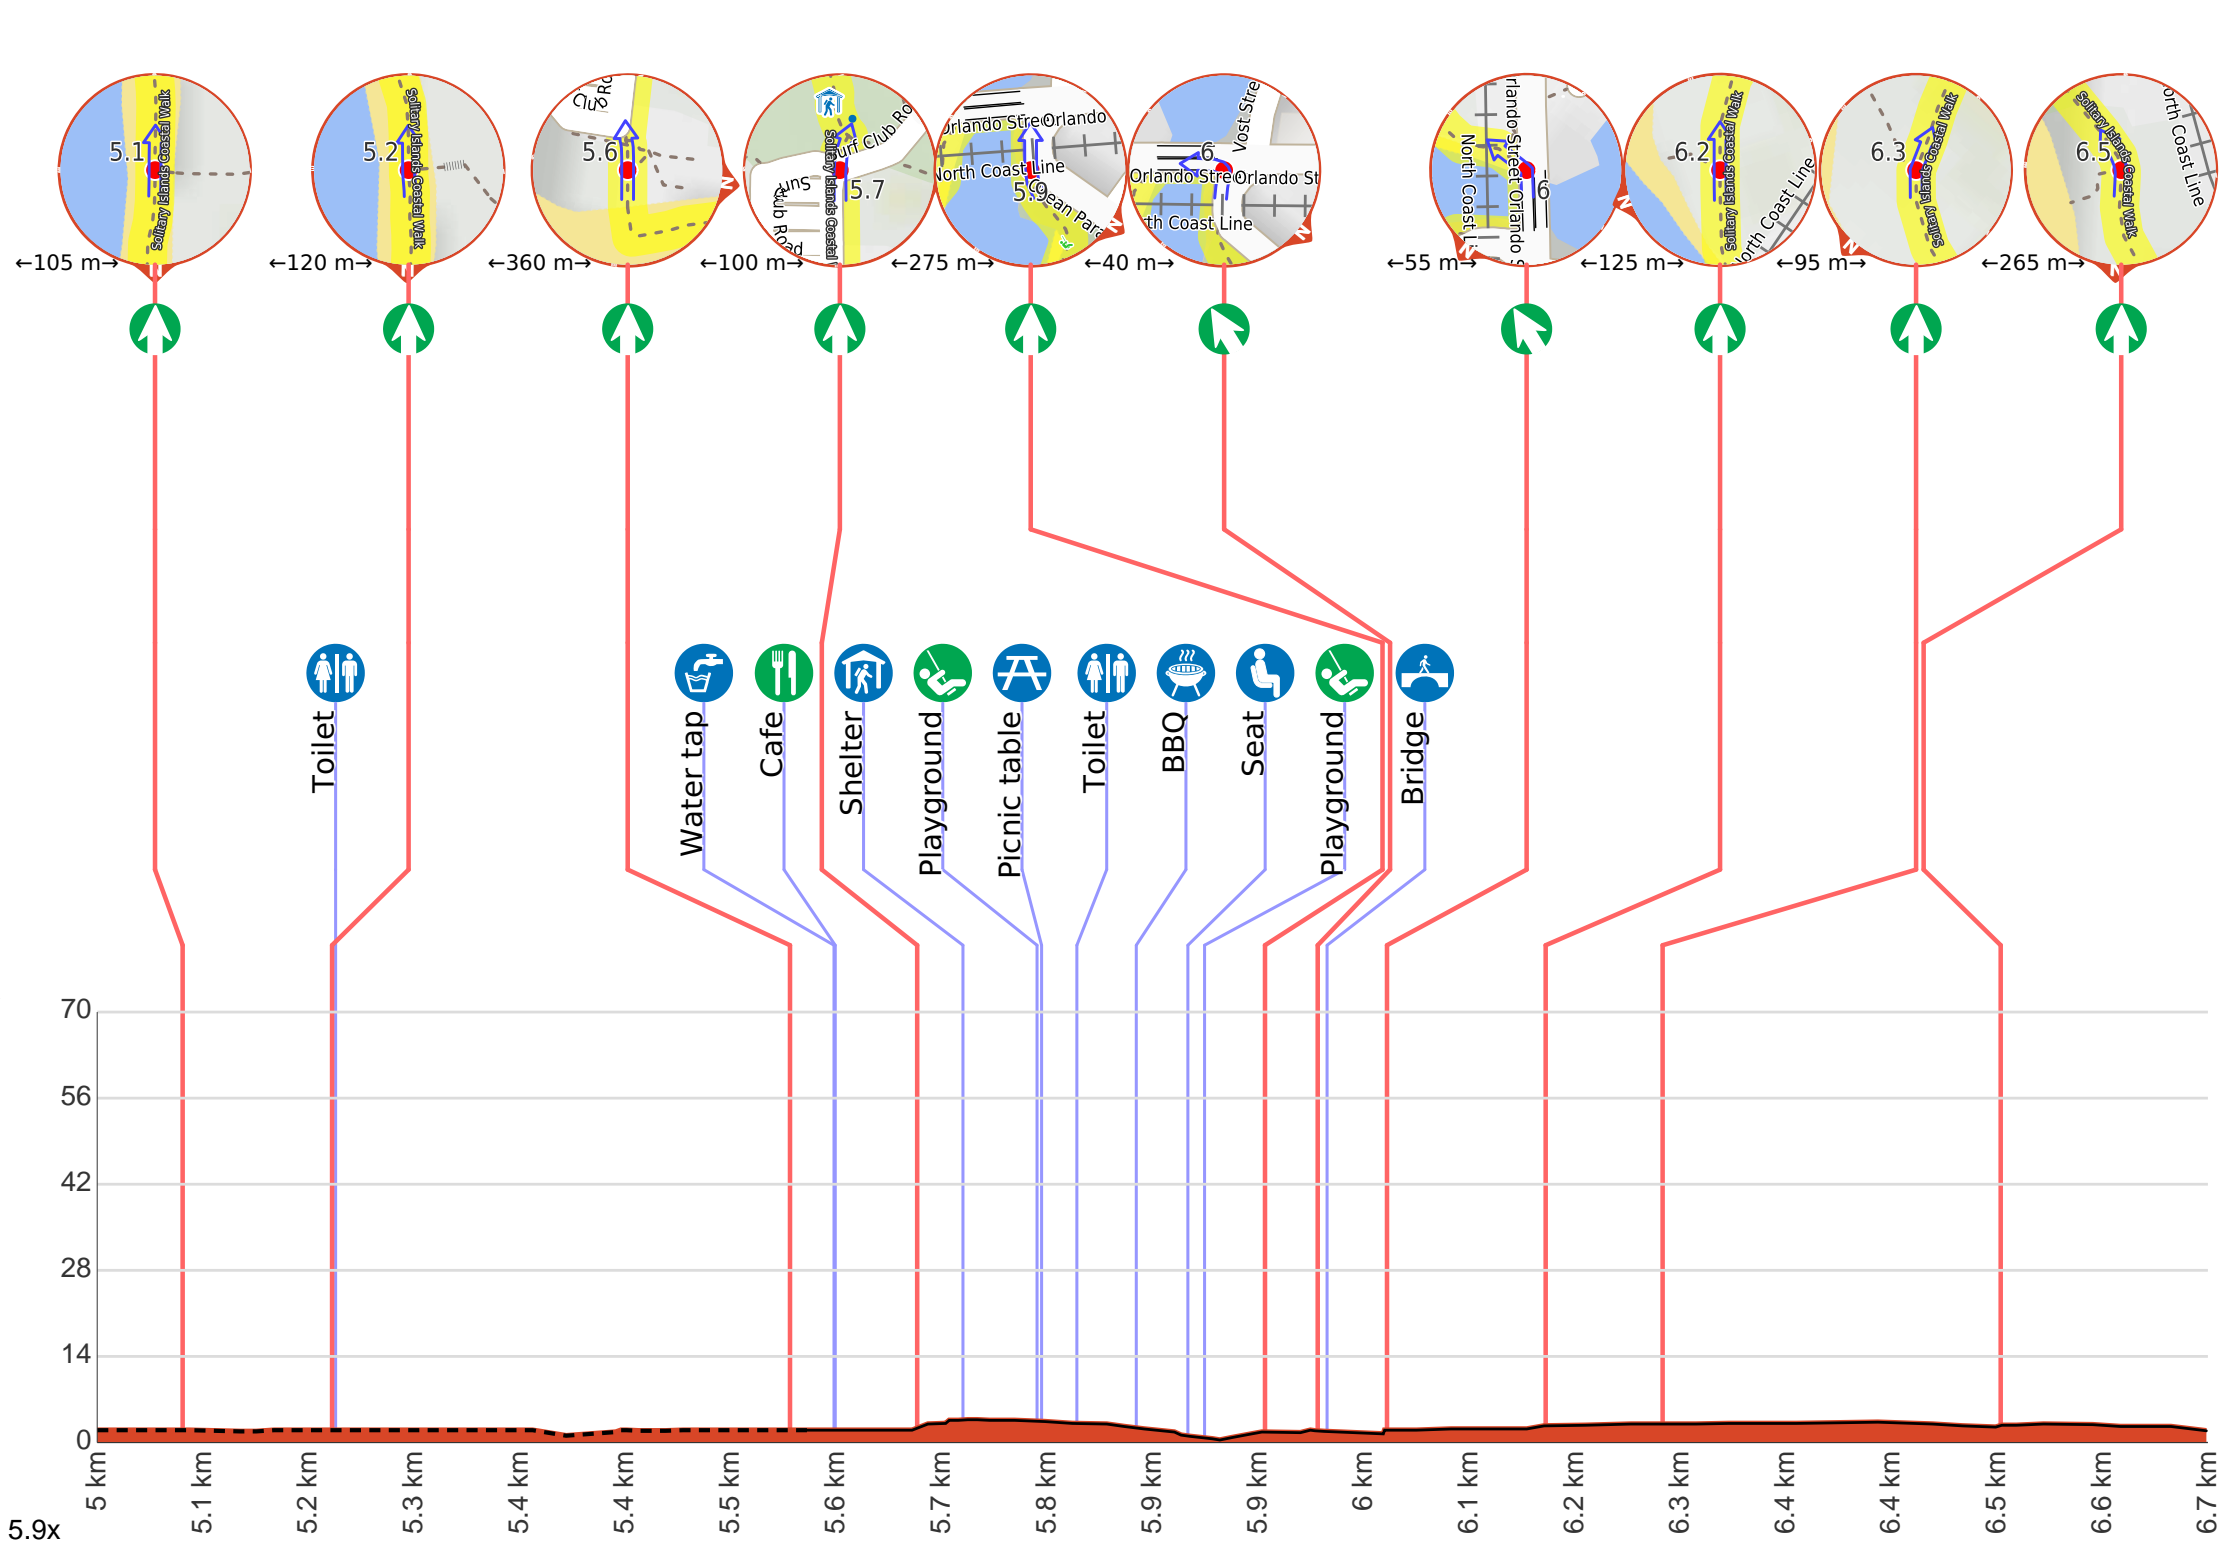 Solitary Islands Coastal Walk
5.1
N
←105 m→
Solitary Islands Coastal Walk
5.2
N
←120 m→
Club Rd
5.6
N
←360 m→
Surf Club Road
Solitary Islands Coastal
5.7
←100 m→
Orlando Street
Orlando
North Coast Line
5.9
Ocean Para
N
←275 m→
Vost Stre
6
Orlando Street
Orlando St
th Coast Line
N
←40 m→
rlando Street
Orlando S
North Coast Li
6
N
←55 m→
6.2
Solitary Islands Coastal Walk
North Coast Line
N
←125 m→
6.3
Solitary Islands Coastal Walk
N
←95 m→
Solitary Islands Coastal Walk
orth Coast Line
6.5
N
←265 m→
Toilet
Water tap
Cafe
Shelter
Playground
Picnic table
Toilet
BBQ
Seat
Playground
Bridge
70
56
42
28
14
0
5 km
5.1 km
5.2 km
5.3 km
5.4 km
5.4 km
5.5 km
5.6 km
5.7 km
5.8 km
5.9 km
5.9 km
6 km
6.1 km
6.2 km
6.3 km
6.4 km
6.4 km
6.5 km
6.6 km
6.7 km
5.9x